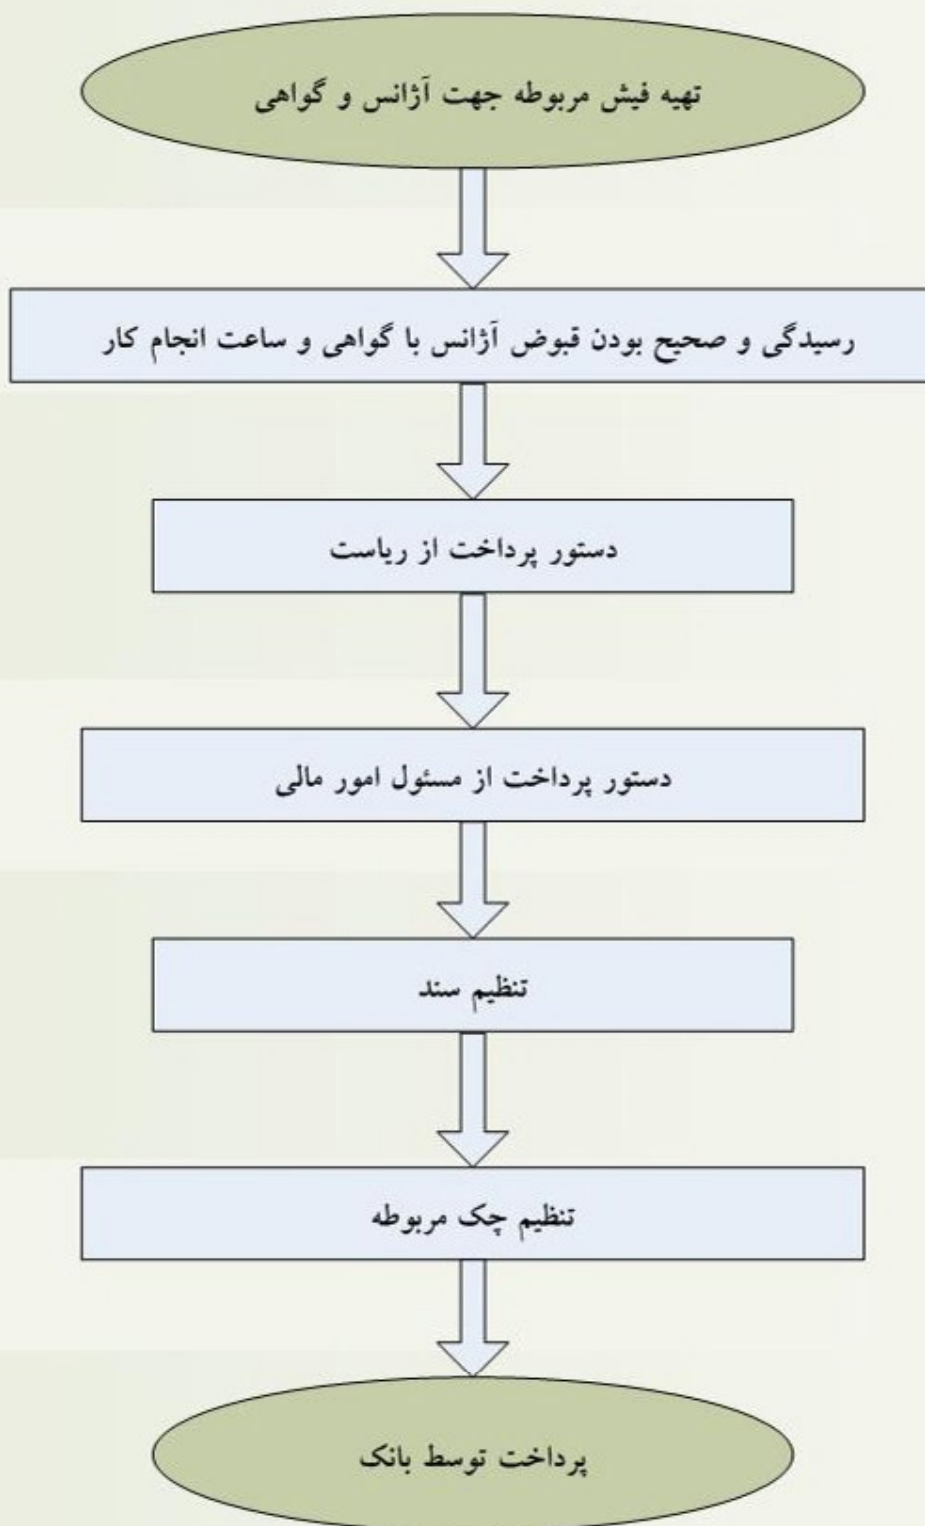 تهیه فیش مربوطه جهت آژانس و گواهی
رسیدگی و صحیح بودن قبوض آژانس با گواهی و ساعت انجام کار
دستور پرداخت از ریاست
دستور پرداخت از مسئول امور مالی
تنظیم سند
تنظیم چک مربوطه
پرداخت توسط بانک